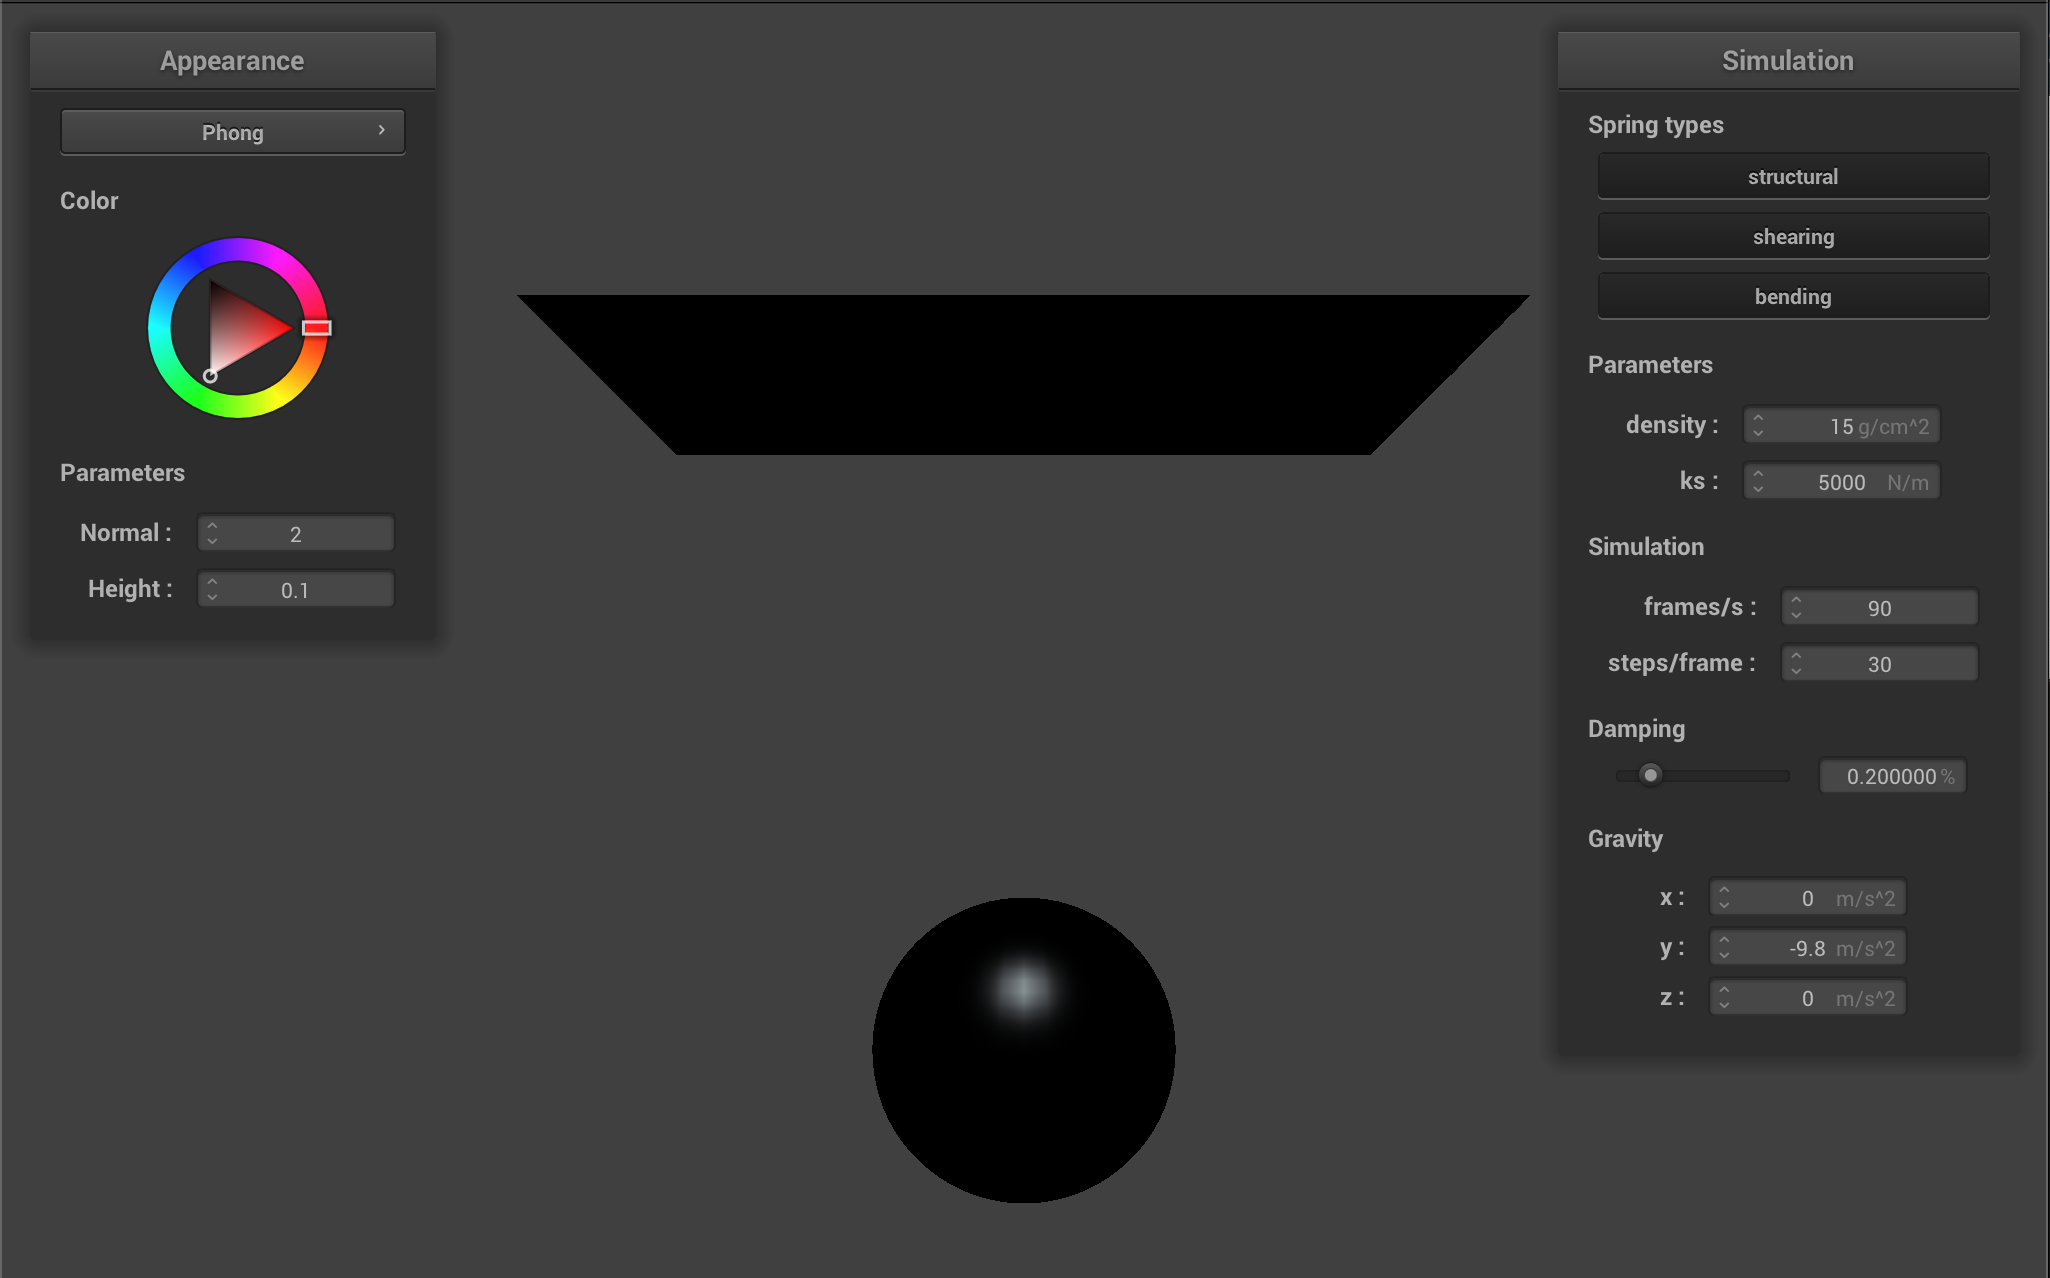 Appearance
Phong
Color
Parameters
Normal : 2
Height : 0.1
Simulation
Spring types
structural
shearing
bending
Parameters
density : 15 g/cm^2
ks : 5000 N/m
Simulation
frames/s : 90
steps/frame : 30
Damping
0.200000 %
Gravity
x : 0 m/s^2
y : -9.8 m/s^2
z : 0 m/s^2